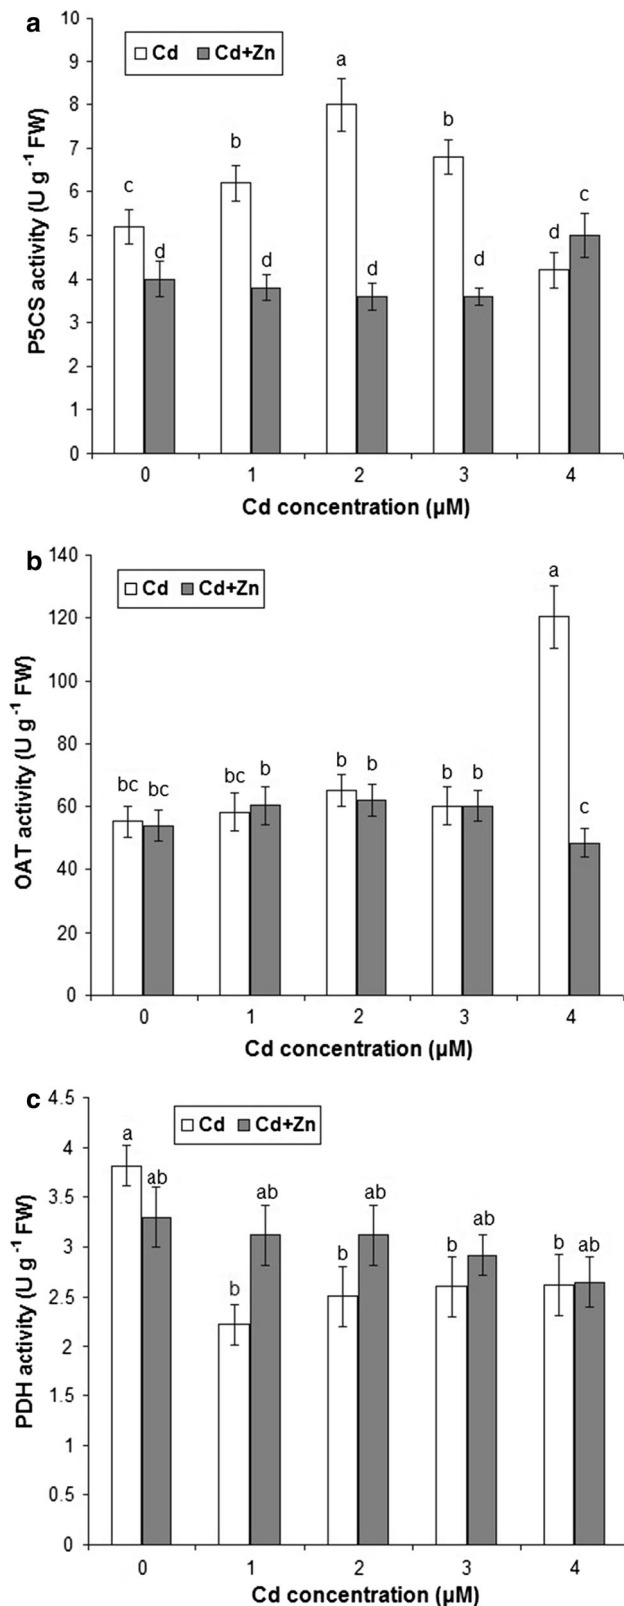 a
Cd Cd+Zn
P5CS activity (U g⁻¹ FW)
10
9
8
7
6
5
4
3
2
1
0
c d b d a d b d d c
0 1 2 3 4
Cd concentration (µM)
b
Cd Cd+Zn
OAT activity (U g⁻¹ FW)
140
120
100
80
60
40
20
0
bc bc bc b b b b b a c
0 1 2 3 4
Cd concentration (µM)
c
Cd Cd+Zn
PDH activity (U g⁻¹ FW)
4.5
4
3.5
3
2.5
2
1.5
1
0.5
0
a ab b ab b ab b ab b ab
0 1 2 3 4
Cd concentration (µM)